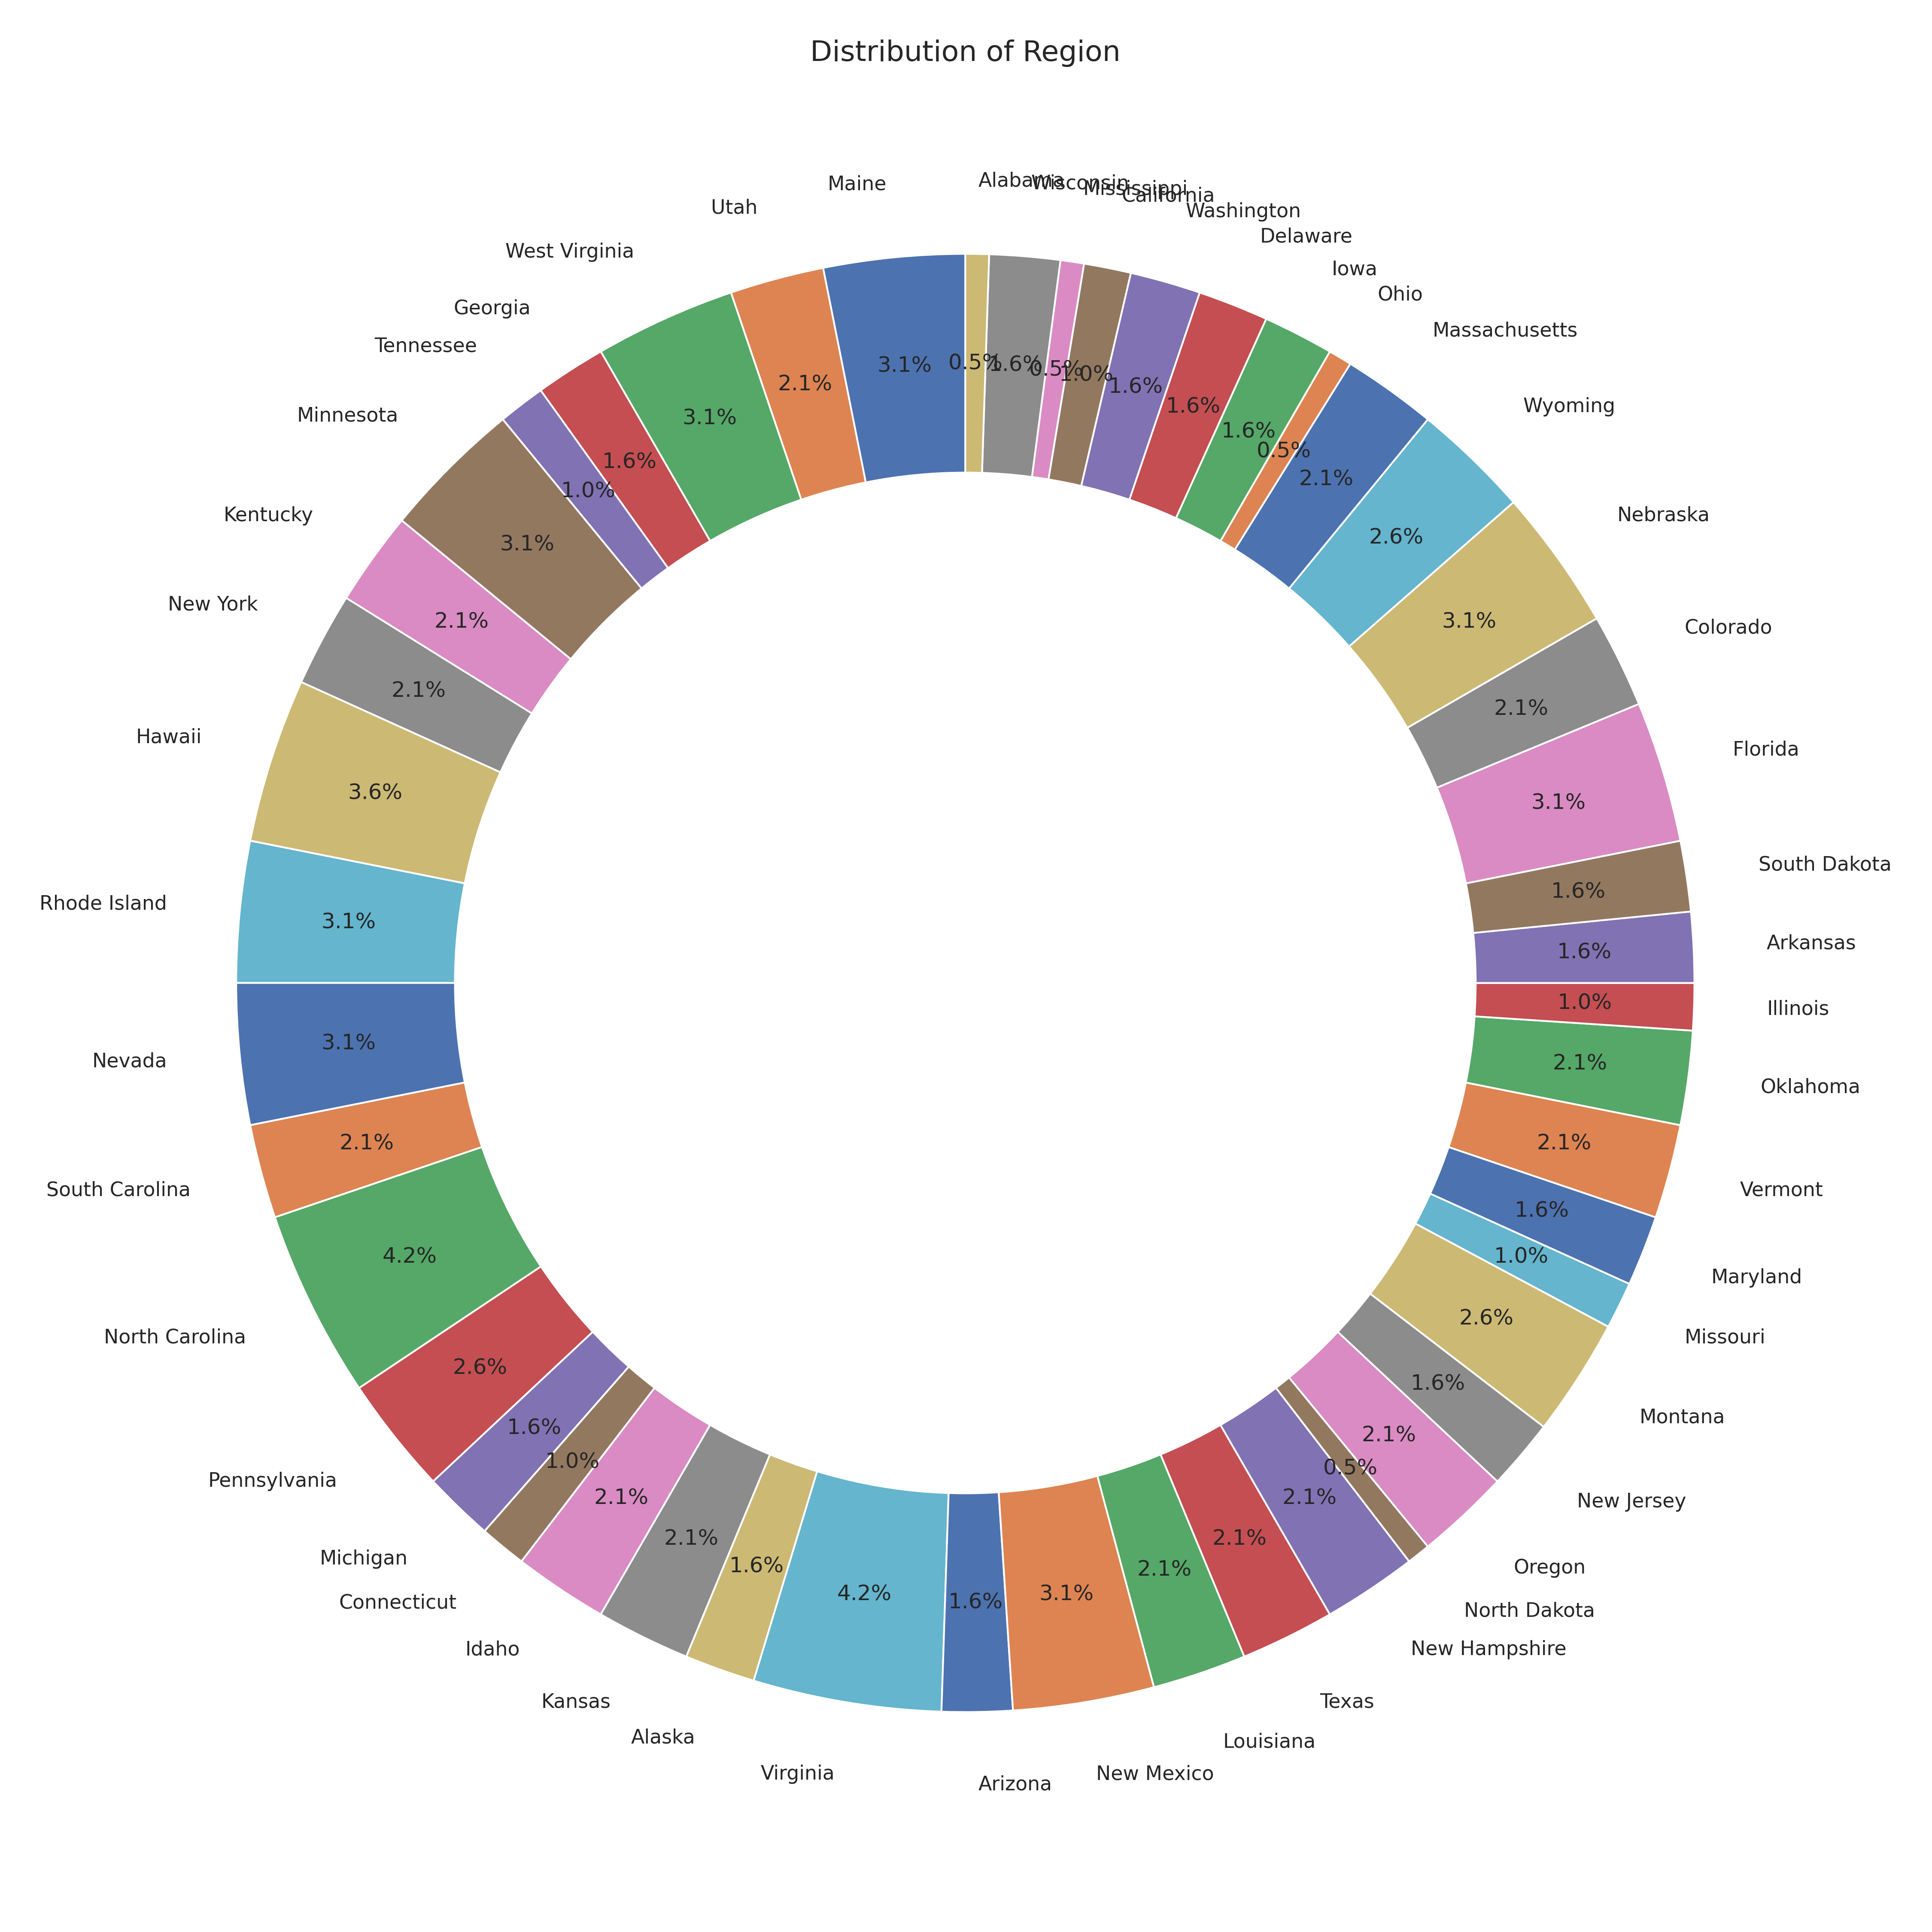 Distribution of Region
Maine
3.1%
Utah
2.1%
West Virginia
3.1%
Georgia
1.6%
Tennessee
1.0%
Minnesota
3.1%
Kentucky
2.1%
New York
2.1%
Hawaii
3.6%
Rhode Island
3.1%
Nevada
3.1%
South Carolina
2.1%
North Carolina
4.2%
Pennsylvania
2.6%
Michigan
1.6%
Connecticut
1.0%
Idaho
2.1%
Kansas
2.1%
Alaska
1.6%
Virginia
4.2%
Arizona
1.6%
New Mexico
3.1%
Louisiana
2.1%
Texas
2.1%
New Hampshire
2.1%
North Dakota
0.5%
Oregon
2.1%
New Jersey
1.6%
Montana
2.6%
Missouri
1.0%
Maryland
1.6%
Vermont
2.1%
Oklahoma
2.1%
Illinois
1.0%
Arkansas
1.6%
South Dakota
1.6%
Florida
3.1%
Colorado
2.1%
Nebraska
3.1%
Wyoming
2.6%
Massachusetts
2.1%
Ohio
0.5%
Iowa
1.6%
Delaware
1.6%
Washington
1.6%
California
1.0%
Mississippi
0.5%
Wisconsin
1.6%
Alabama
0.5%